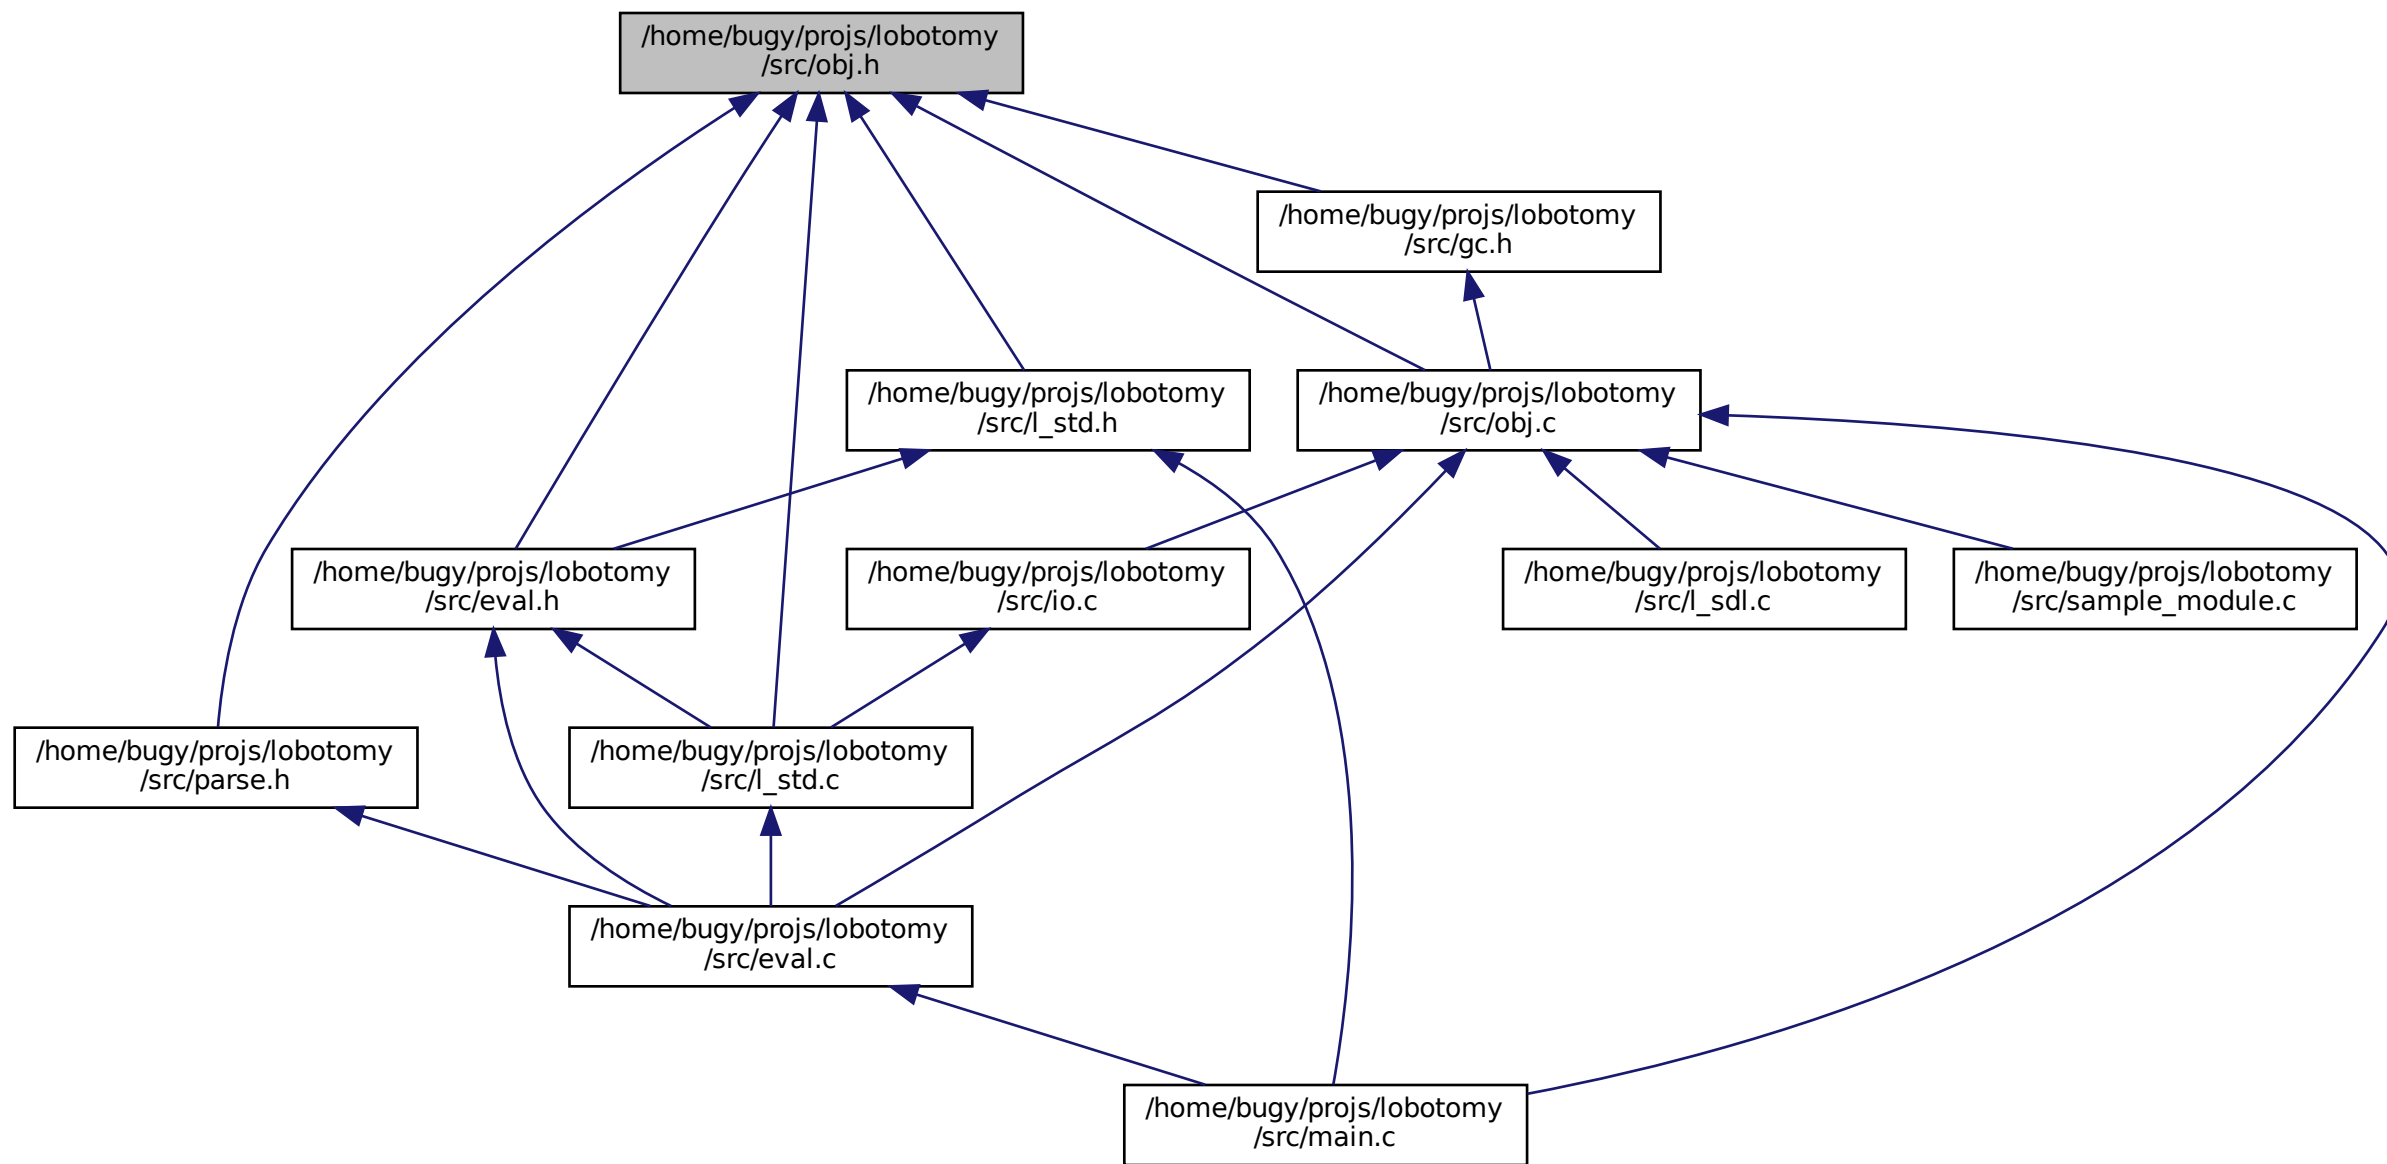 /home/bugy/projs/lobotomy
/src/obj.h
/home/bugy/projs/lobotomy
/src/gc.h
/home/bugy/projs/lobotomy
/src/l_std.h
/home/bugy/projs/lobotomy
/src/obj.c
/home/bugy/projs/lobotomy
/src/eval.h
/home/bugy/projs/lobotomy
/src/io.c
/home/bugy/projs/lobotomy
/src/l_sdl.c
/home/bugy/projs/lobotomy
/src/sample_module.c
/home/bugy/projs/lobotomy
/src/parse.h
/home/bugy/projs/lobotomy
/src/l_std.c
/home/bugy/projs/lobotomy
/src/eval.c
/home/bugy/projs/lobotomy
/src/main.c